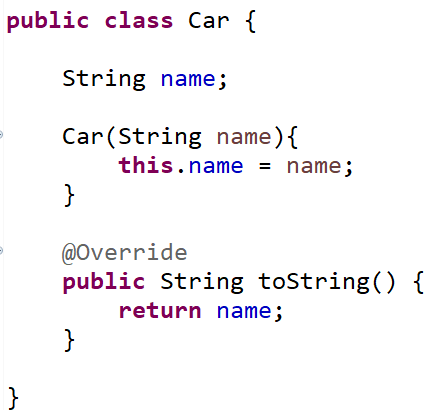 public class Car {
String name;
Car(String name){
this.name = name;
}
@Override
public String toString() {
return name;
}
}